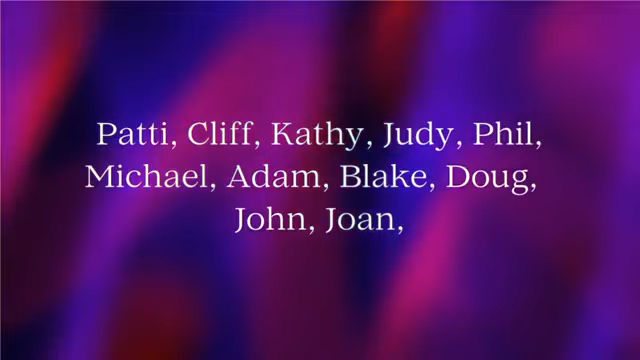 Patti, Cliff, Kathy, Judy, Phil,
Michael, Adam, Blake, Doug,
John, Joan,